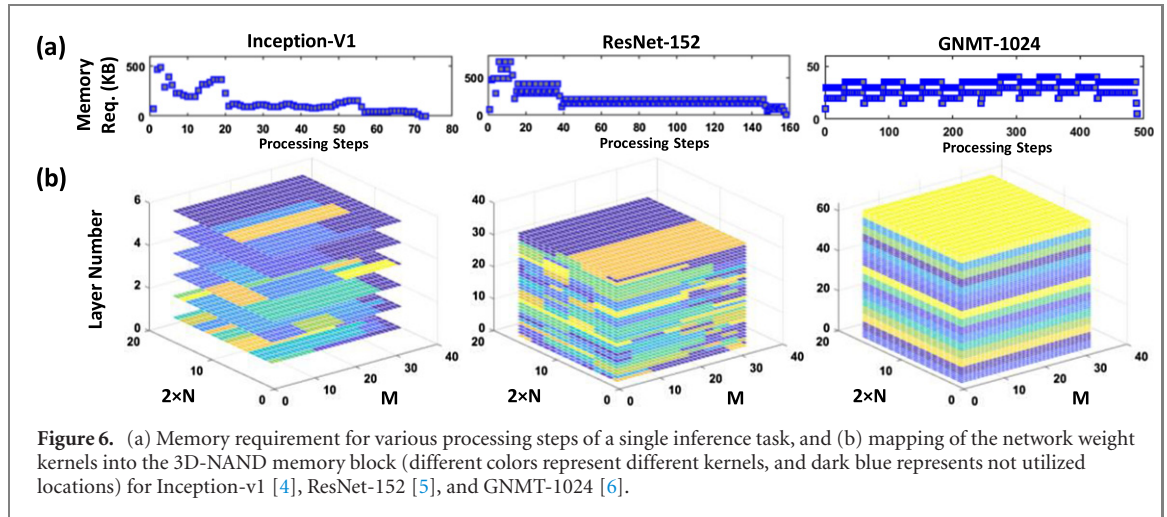 (a)
Inception-V1
ResNet-152
GNMT-1024
Memory
Req. (KB)
500
0
0 10 20 30 40 50 60 70 80
Processing Steps
500
0
0 20 40 60 80 100 120 140 160
Processing Steps
50
0
0 100 200 300 400 500
Processing Steps
(b)
Layer Number
6
4
2
0
20
10
0
0
10
20
30
40
2×N
M
40
30
20
10
0
20
10
0
0
10
20
30
40
2×N
M
60
40
20
0
20
10
0
0
10
20
30
40
2×N
M
Figure 6. (a) Memory requirement for various processing steps of a single inference task, and (b) mapping of the network weight
kernels into the 3D-NAND memory block (different colors represent different kernels, and dark blue represents not utilized
locations) for Inception-v1 [4], ResNet-152 [5], and GNMT-1024 [6].